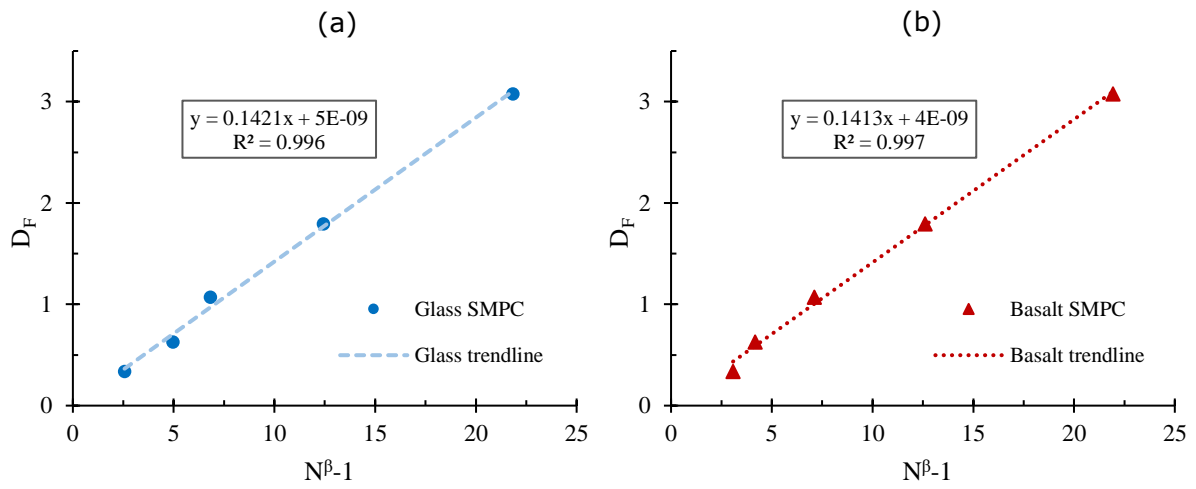 (a)
3
2
1
0
D_F
y = 0.1421x + 5E-09
R² = 0.996
Glass SMPC
Glass trendline
0 5 10 15 20 25
Nᵝ-1
(b)
3
2
1
0
D_F
y = 0.1413x + 4E-09
R² = 0.997
Basalt SMPC
Basalt trendline
0 5 10 15 20 25
Nᵝ-1